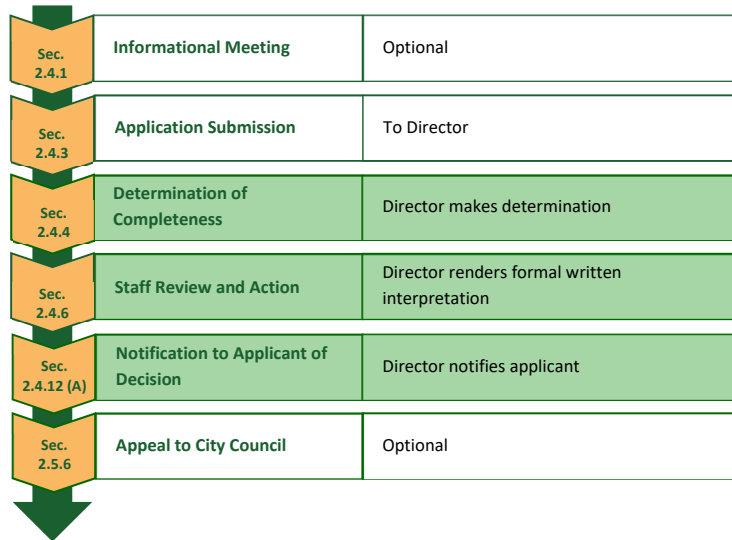 Sec.
2.4.1
Informational Meeting
Optional
Sec.
2.4.3
Application Submission
To Director
Sec.
2.4.4
Determination of
Completeness
Director makes determination
Sec.
2.4.6
Staff Review and Action
Director renders formal written
interpretation
Sec.
2.4.12 (A)
Notification to Applicant of
Decision
Director notifies applicant
Sec.
2.5.6
Appeal to City Council
Optional